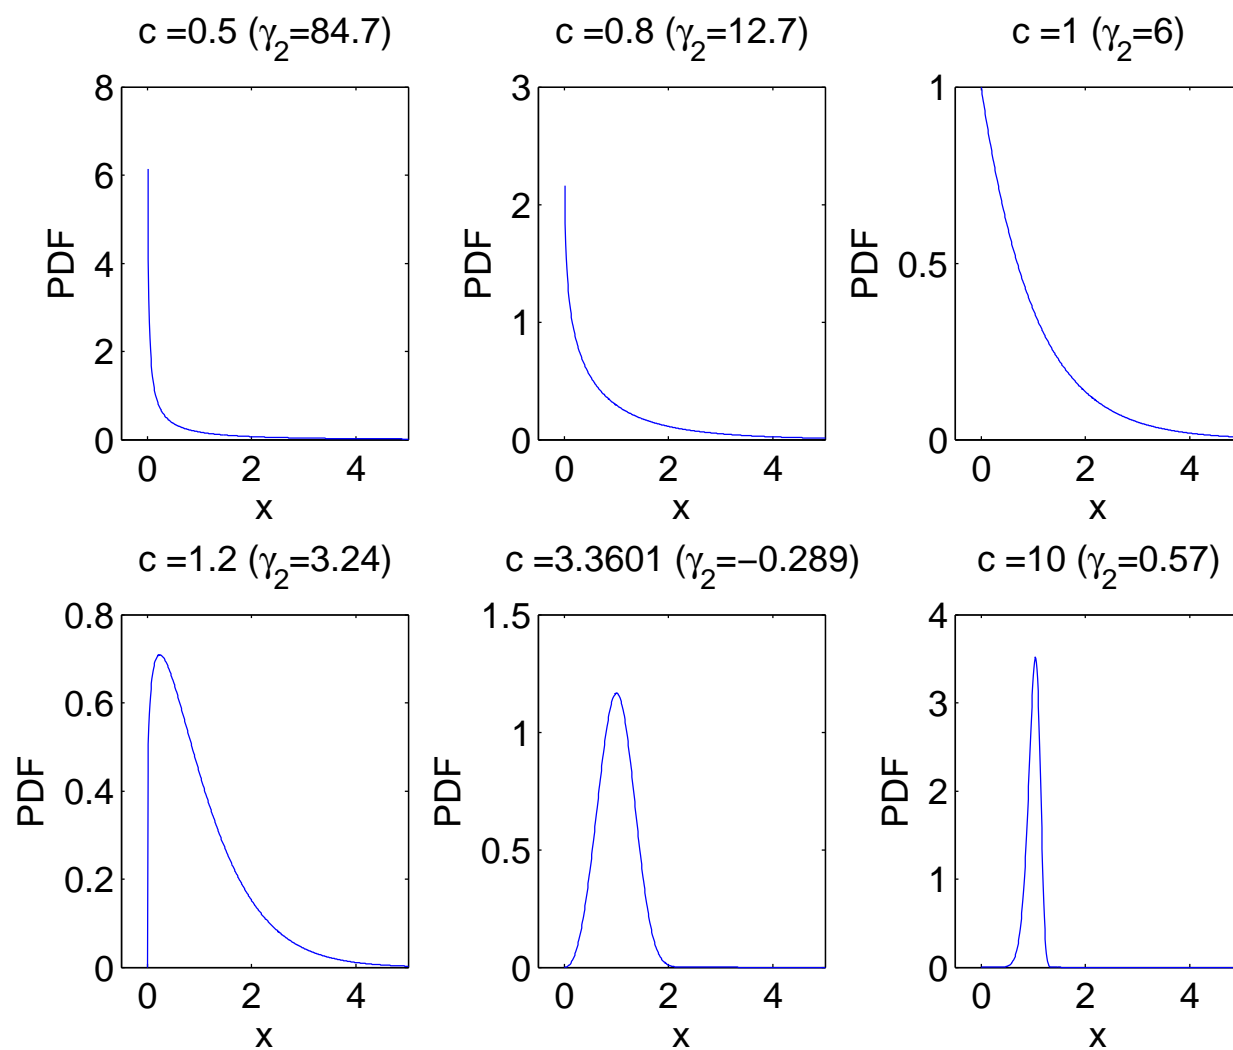 c =0.5 (γ2=84.7)
c =0.8 (γ2=12.7)
c =1 (γ2=6)
8
6
4
2
0
PDF
0 2 4
x
3
2
1
0
PDF
0 2 4
x
1
0.5
0
PDF
0 2 4
x
c =1.2 (γ2=3.24)
c =3.3601 (γ2=−0.289)
c =10 (γ2=0.57)
0.8
0.6
0.4
0.2
0
PDF
0 2 4
x
1.5
1
0.5
0
PDF
0 2 4
x
4
3
2
1
0
PDF
0 2 4
x